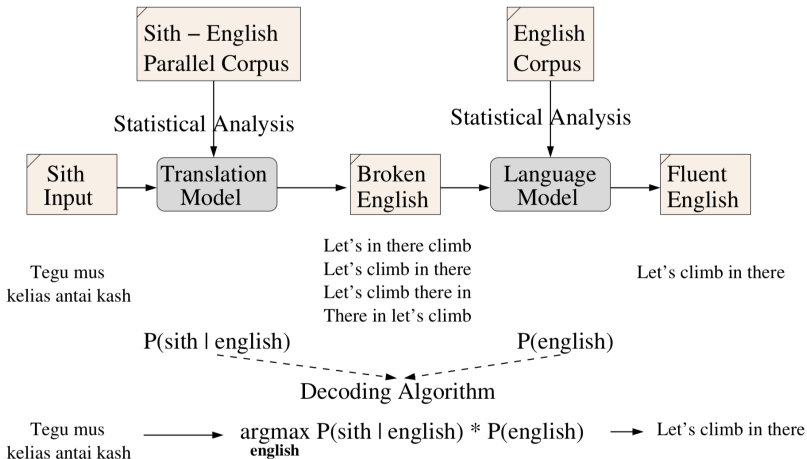 Sith – English
Parallel Corpus
English
Corpus
Statistical Analysis
Statistical Analysis
Sith
Input
Translation
Model
Broken
English
Language
Model
Fluent
English
Tegu mus
kelias antai kash
Let's in there climb
Let's climb in there
Let's climb there in
There in let's climb
Let's climb in there
P(sith | english)
P(english)
Decoding Algorithm
Tegu mus
kelias antai kash
argmax P(sith | english) * P(english)
english
Let's climb in there